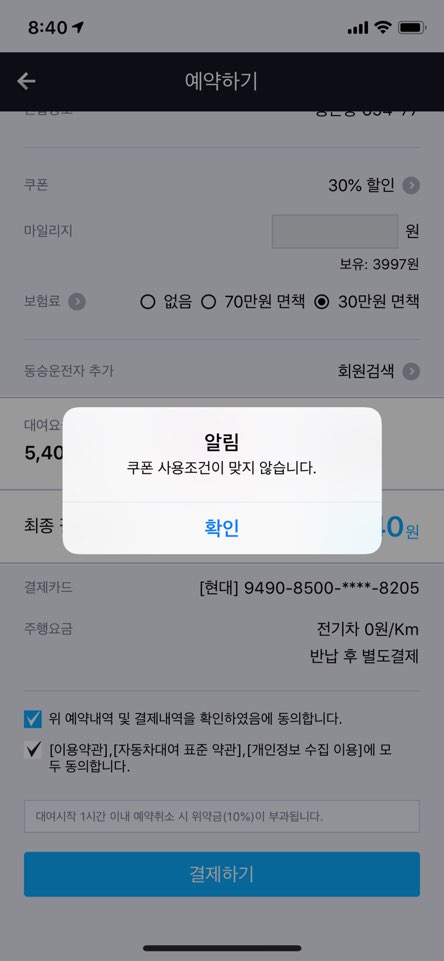 8:40
예약하기
쿠폰
30% 할인
마일리지
원
보유: 3997원
보험료
없음
70만원 면책
30만원 면책
동승운전자 추가
회원검색
5,40
알림
쿠폰 사용조건이 맞지 않습니다.
확인
최종
0원
결제카드
[현대] 9490-8500-****-8205
주행요금
전기차 0원/Km
반납 후 별도결제
위 예약내역 및 결제내역을 확인하였음에 동의합니다.
[이용약관],[자동차대여 표준 약관],[개인정보 수집 이용]에 모
두 동의합니다.
대여시작 1시간 이내 예약취소 시 위약금(10%)이 부과됩니다.
결제하기